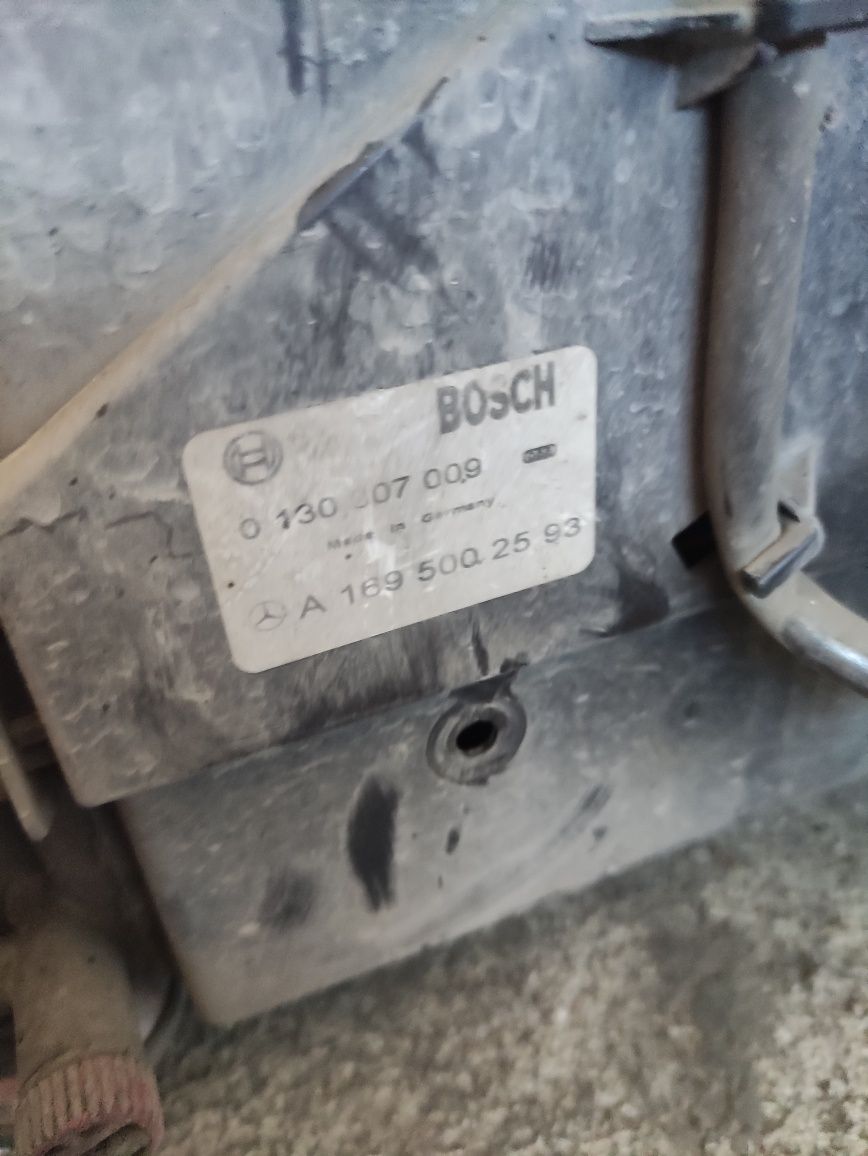 BOSCH
0 130 007 009
Made in Germany
A 169 500 25 93